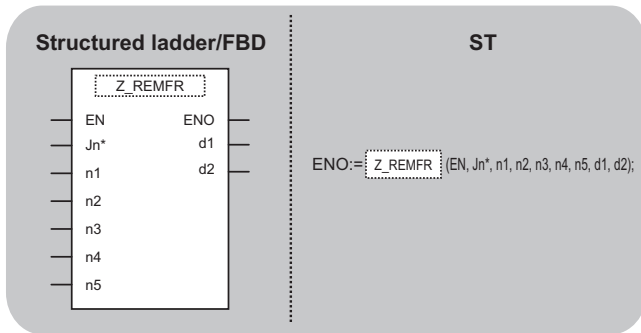 Structured ladder/FBD
Z_REMFR
EN ENO
Jn* d1
n1 d2
n2
n3
n4
n5
ST
ENO:= Z_REMFR (EN, Jn*, n1, n2, n3, n4, n5, d1, d2);